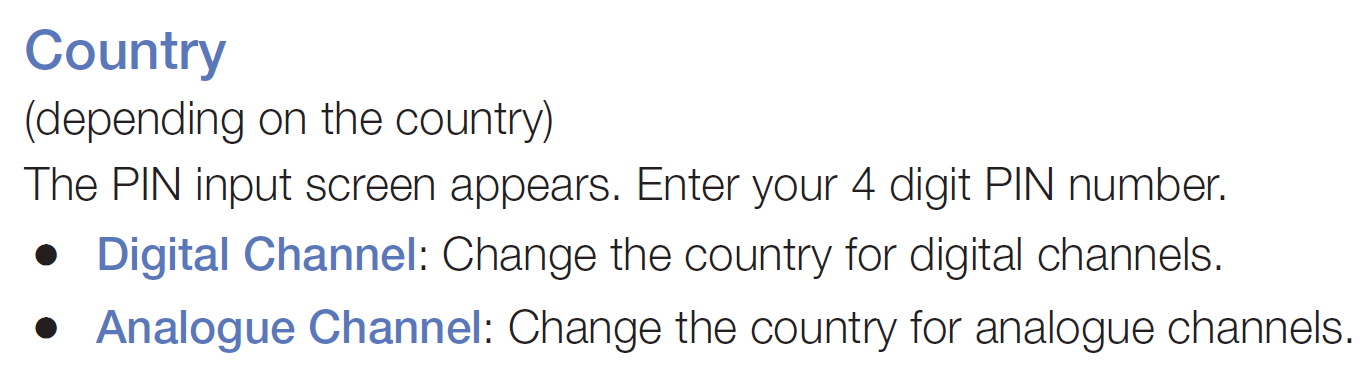 Country
(depending on the country)
The PIN input screen appears. Enter your 4 digit PIN number.
● Digital Channel: Change the country for digital channels.
● Analogue Channel: Change the country for analogue channels.